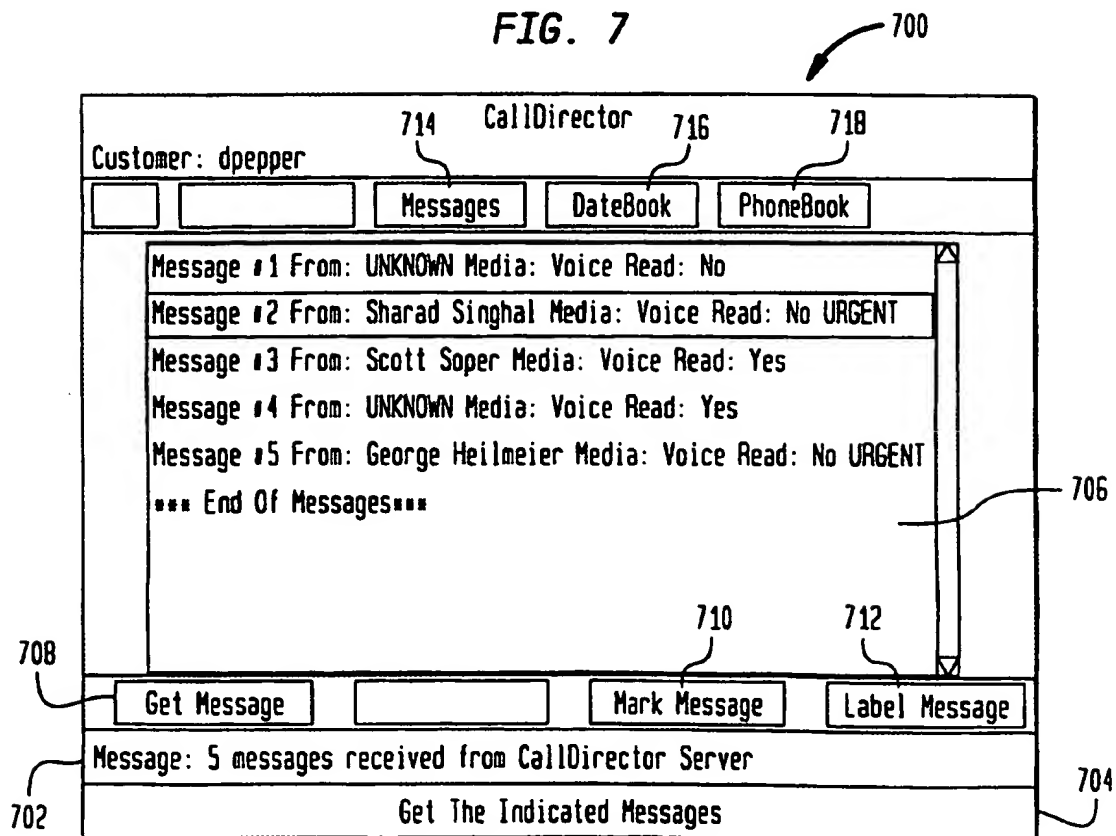 FIG. 7
700
CallDirector
714 716 718
Customer: dpepper
Messages DateBook PhoneBook
Message #1 From: UNKNOWN Media: Voice Read: No
Message #2 From: Sharad Singhal Media: Voice Read: No URGENT
Message #3 From: Scott Soper Media: Voice Read: Yes
Message #4 From: UNKNOWN Media: Voice Read: Yes
Message #5 From: George Heilmeier Media: Voice Read: No URGENT
*** End Of Messages***
706
710 712
708
Get Message Mark Message Label Message
Message: 5 messages received from CallDirector Server
702 704
Get The Indicated Messages